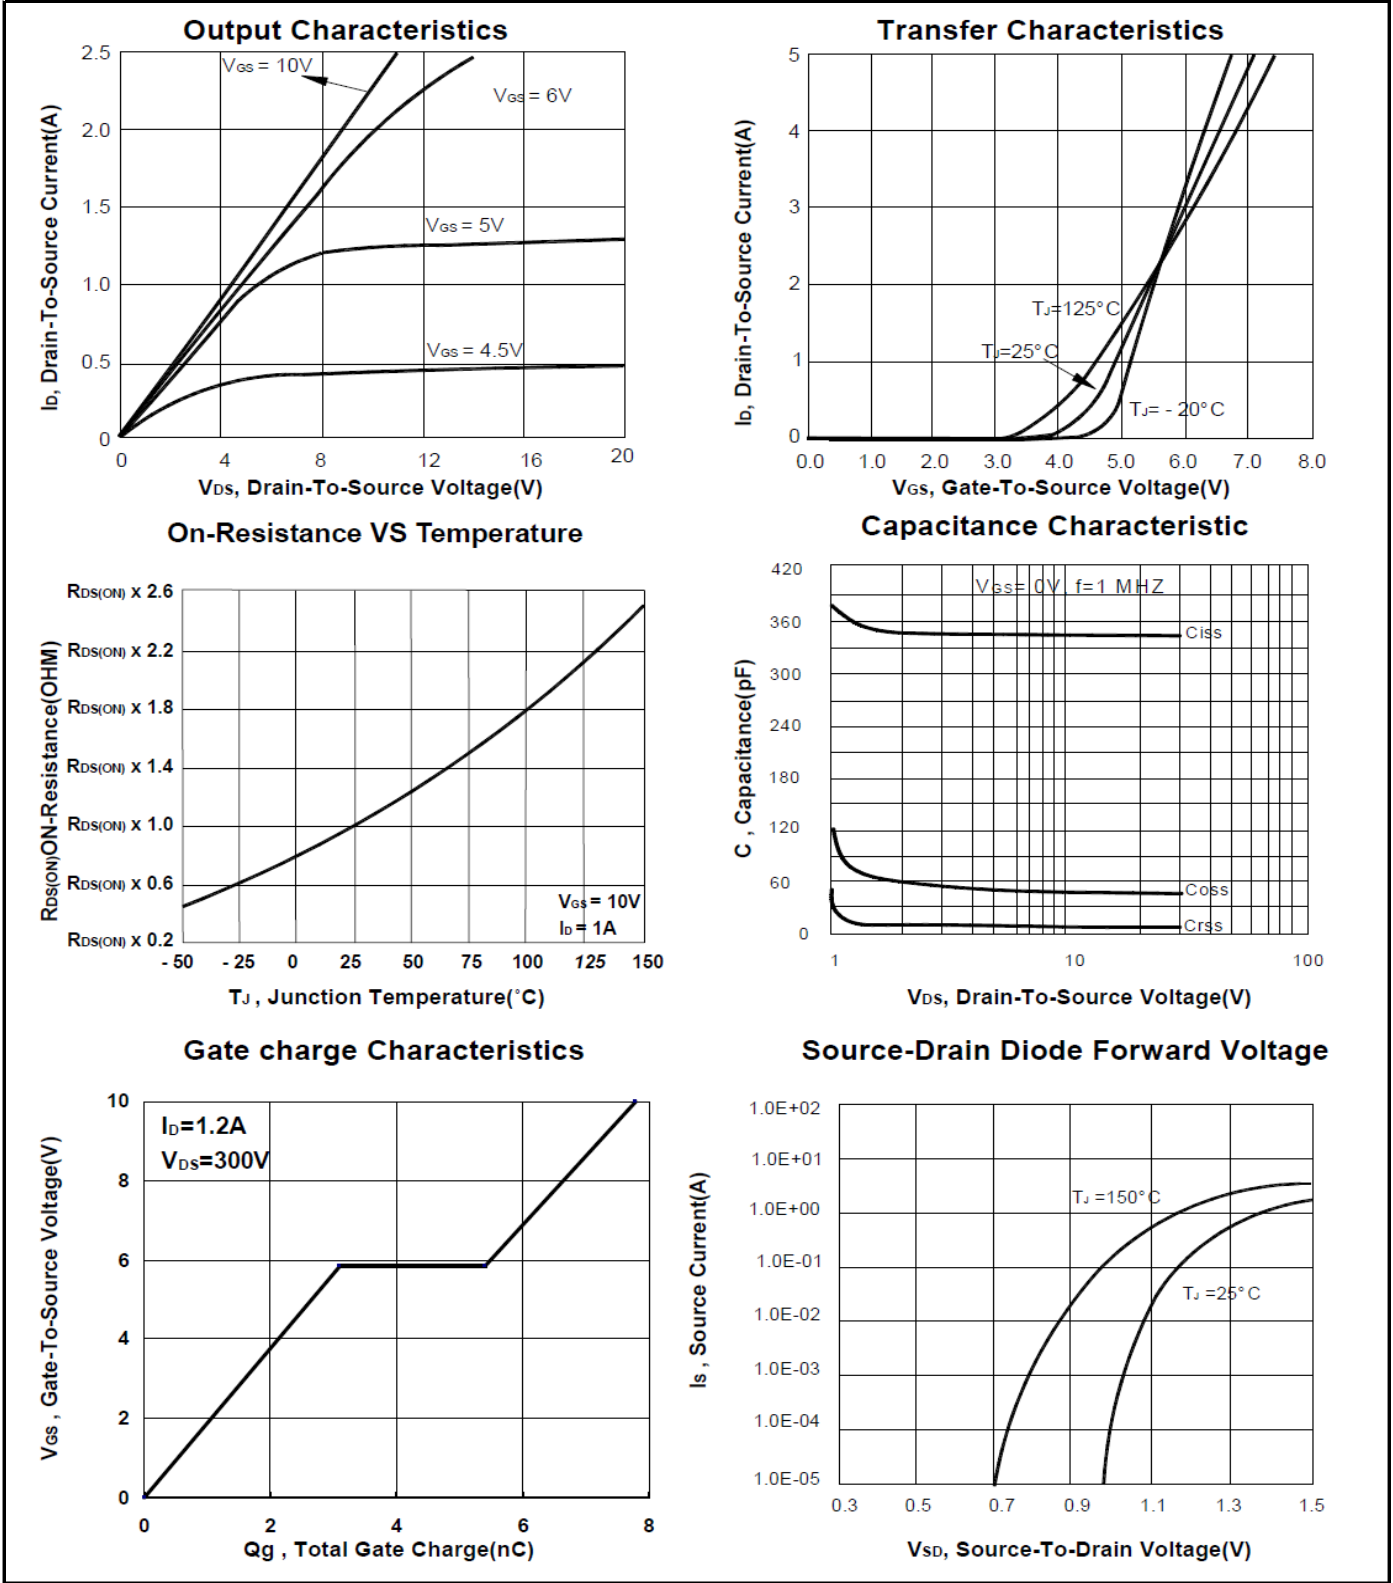 Output Characteristics
2.5
2.0
1.5
1.0
0.5
0
VGS = 10V
VGS = 6V
VGS = 5V
VGS = 4.5V
0 4 8 12 16 20
ID, Drain-To-Source Current(A)
VDS, Drain-To-Source Voltage(V)
Transfer Characteristics
5
4
3
2
1
0
TJ=125°C
TJ=25°C
TJ= - 20°C
0.0 1.0 2.0 3.0 4.0 5.0 6.0 7.0 8.0
ID, Drain-To-Source Current(A)
VGS, Gate-To-Source Voltage(V)
On-Resistance VS Temperature
RDS(ON) x 2.6
RDS(ON) x 2.2
RDS(ON) x 1.8
RDS(ON) x 1.4
RDS(ON) x 1.0
RDS(ON) x 0.6
RDS(ON) x 0.2
VGS = 10V
ID = 1A
- 50 - 25 0 25 50 75 100 125 150
RDS(ON)ON-Resistance(OHM)
TJ , Junction Temperature(°C)
Capacitance Characteristic
420
360
300
240
180
120
60
0
VGS= 0V, f=1 MHZ
Ciss
Coss
Crss
1 10 100
C , Capacitance(pF)
VDS, Drain-To-Source Voltage(V)
Gate charge Characteristics
10
8
6
4
2
0
ID=1.2A
VDS=300V
0 2 4 6 8
VGS , Gate-To-Source Voltage(V)
Qg , Total Gate Charge(nC)
Source-Drain Diode Forward Voltage
1.0E+02
1.0E+01
1.0E+00
1.0E-01
1.0E-02
1.0E-03
1.0E-04
1.0E-05
TJ =150°C
TJ =25°C
0.3 0.5 0.7 0.9 1.1 1.3 1.5
IS , Source Current(A)
VSD, Source-To-Drain Voltage(V)